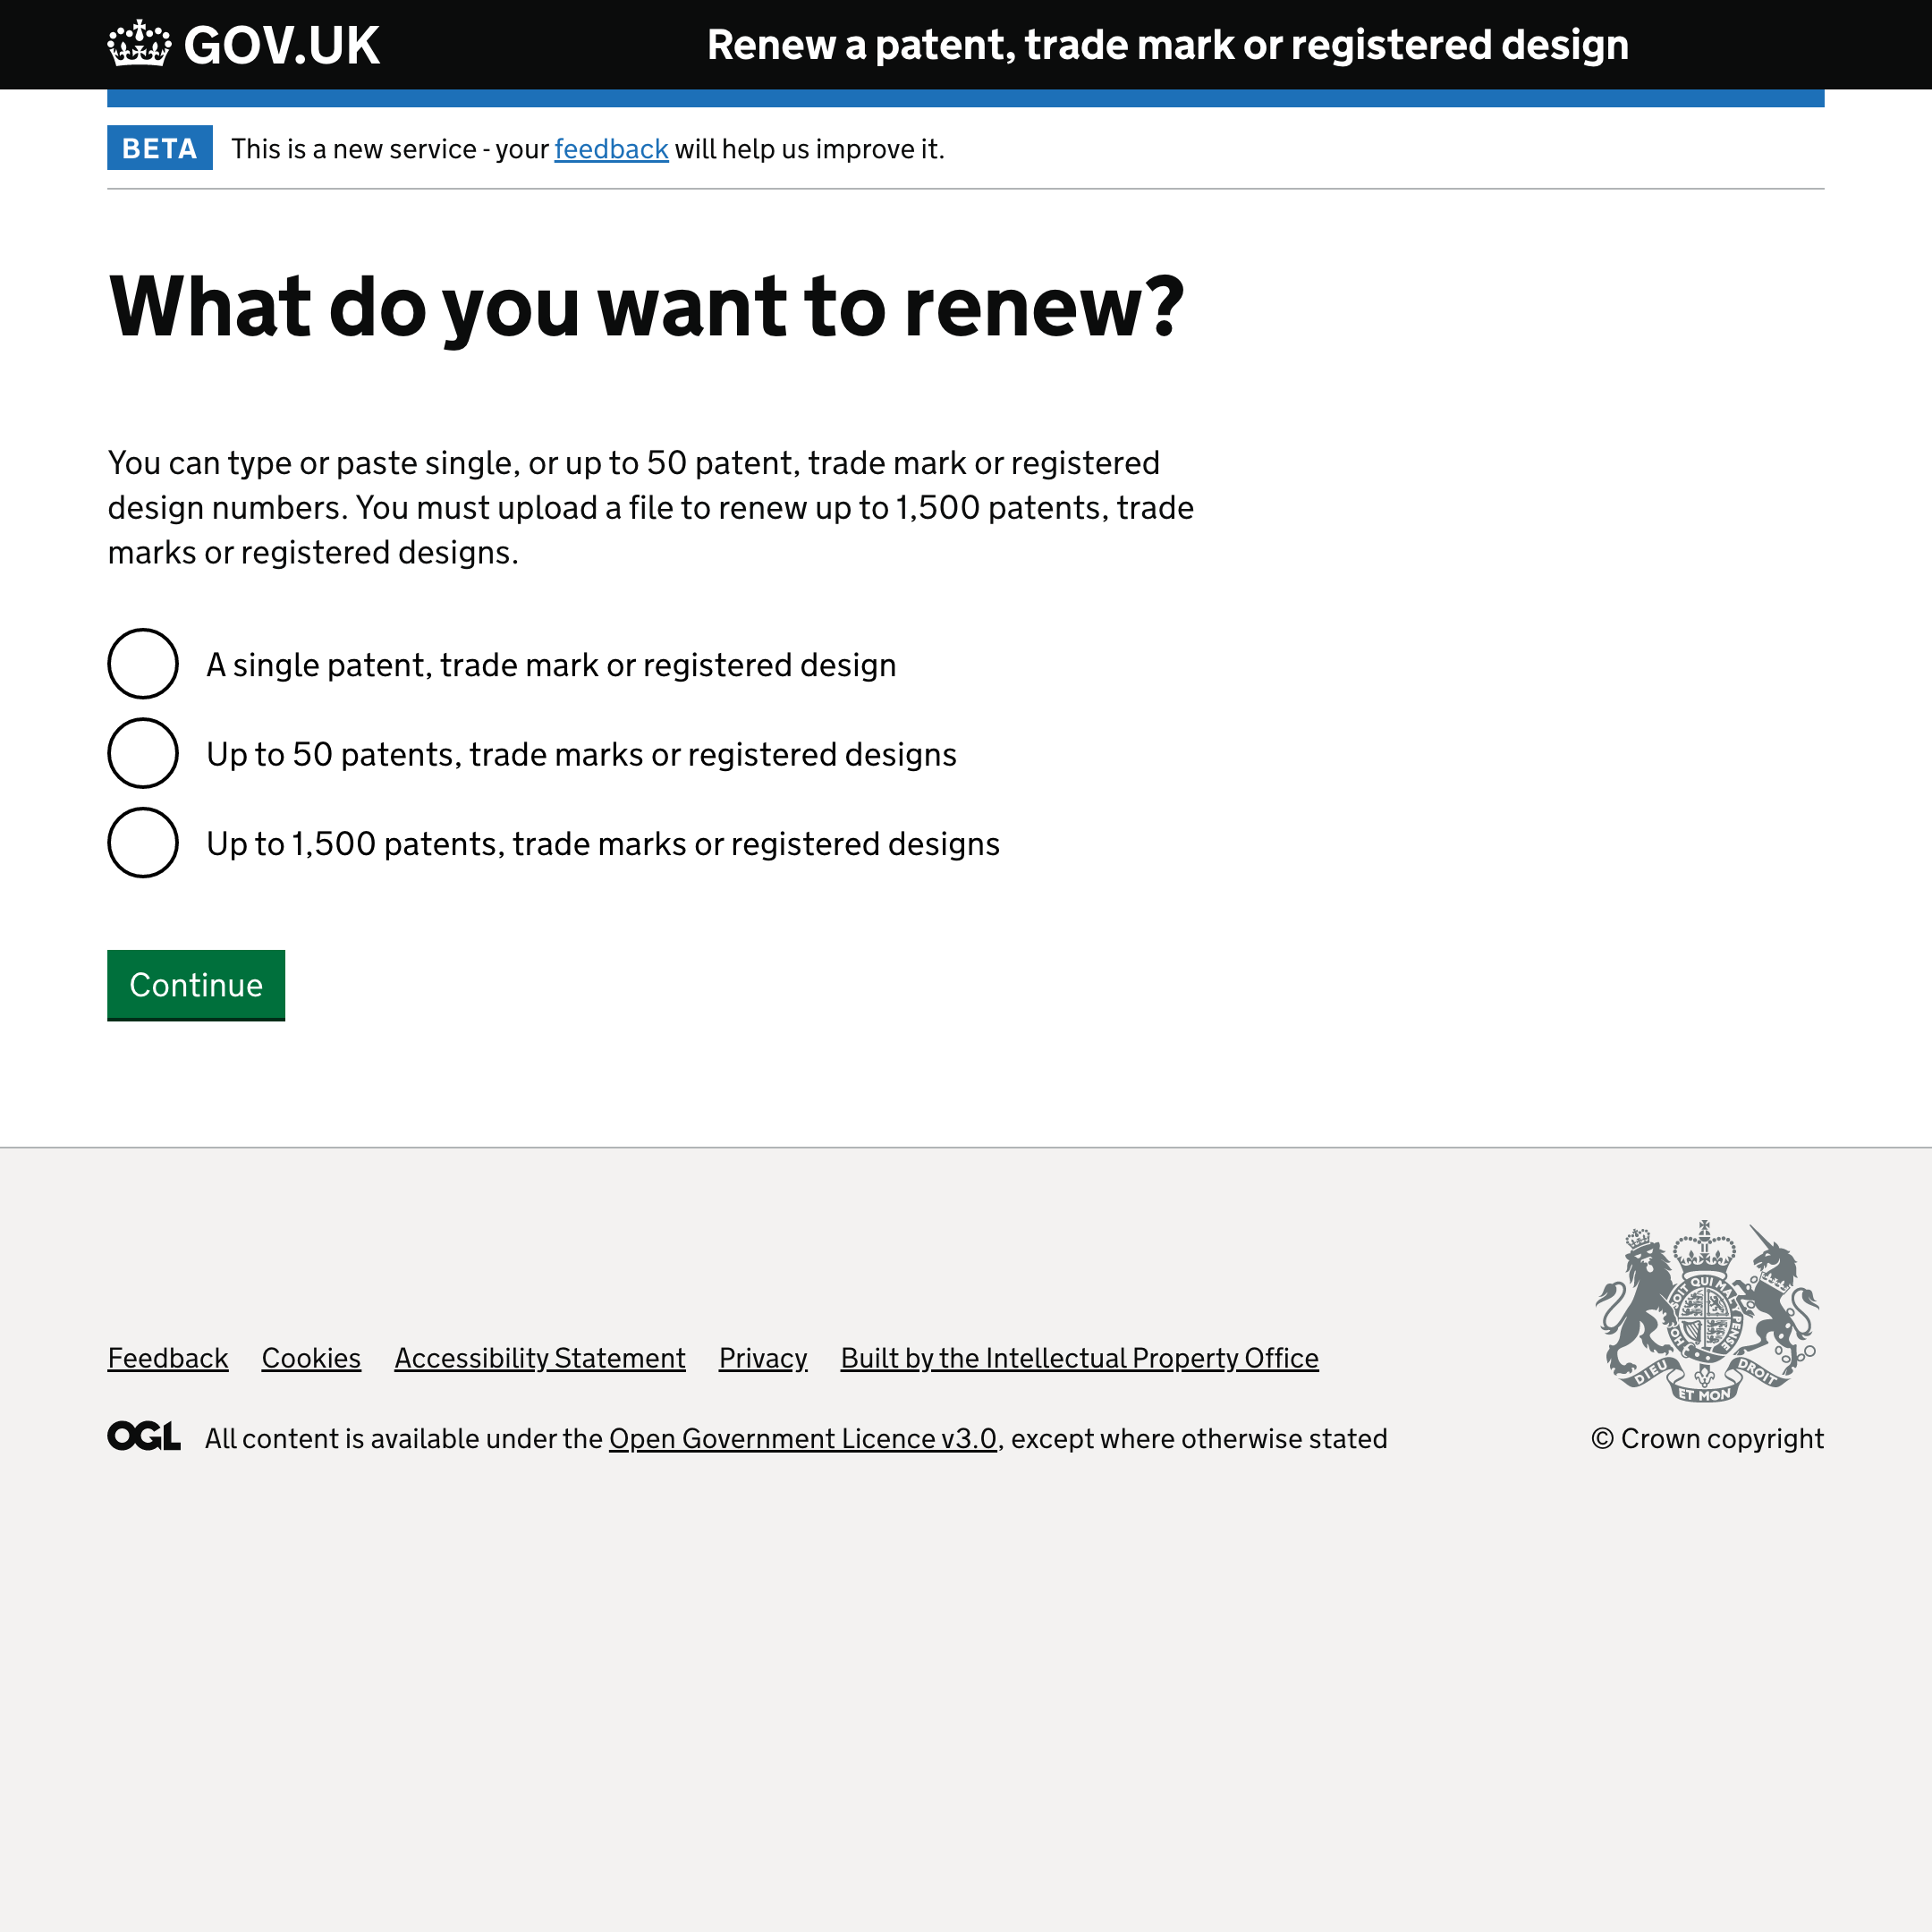 GOV.UK
Renew a patent, trade mark or registered design
BETA
This is a new service - your feedback will help us improve it.
What do you want to renew?
You can type or paste single, or up to 50 patent, trade mark or registered
design numbers. You must upload a file to renew up to 1,500 patents, trade
marks or registered designs.
A single patent, trade mark or registered design
Up to 50 patents, trade marks or registered designs
Up to 1,500 patents, trade marks or registered designs
Continue
Feedback Cookies Accessibility Statement Privacy Built by the Intellectual Property Office
OGL All content is available under the Open Government Licence v3.0, except where otherwise stated
SOIT QUI MAL Y PENSE
DIEU ET MON DROIT
© Crown copyright